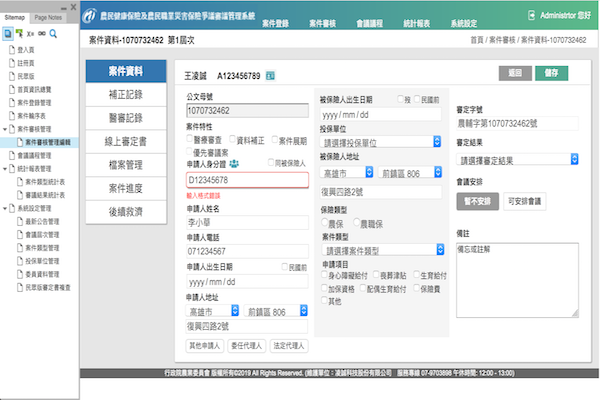 Sitemap Page Notes
登入頁
註冊頁
民眾版
首頁資訊總覽
案件登錄管理
案件輪序表
案件審核管理
案件審核管理編輯
會議議程管理
統計報表管理
案件類型統計表
審議結果統計表
系統設定管理
最新公告管理
會議屆次管理
案件類型管理
投保單位管理
委員資料管理
民眾版審定書複查
農民健康保險及農民職業災害保險爭議審議管理系統
案件登錄 案件審核 會議議程 統計報表 系統設定
Administrtor 您好
案件資料-1070732462 第1屆次
首頁 / 案件審核 / 案件資料-1070732462
案件資料
補正記錄
醫審記錄
線上審定書
檔案管理
案件進度
後續救濟
王凌誠 A123456789
返回 儲存
公文母號
1070732462
案件特性
醫療審查 資料補正 案件展期
優先審議案
申請人身分證 同被保險人
D12345678
輸入格式錯誤
申請人姓名
李小華
申請人電話
071234567
申請人出生日期 民國前
yyyy / mm / dd
申請人地址
高雄市 前鎮區 806
復興四路2號
其他申請人 委任代理人 法定代理人
被保險人出生日期 歿 民國前
yyyy / mm / dd
投保單位
請選擇投保單位
被保險人地址
高雄市 前鎮區 806
復興四路2號
保險類型
農保 農職保
案件類型
請選擇案件類型
申請項目
身心障礙給付 喪葬津貼 生育給付
加保資格 配偶生育給付 保險費
其他
審定字號
農輔字第1070732462號
審定結果
請選擇審定結果
會議安排
暫不安排 可安排會議
備註
備忘或註解
行政院農業委員會 版權所有©2019 All Rights Reserved. (維護單位：凌誠科技股份有限公司 服務專線 07-9703898 午休時間: 12:00 - 13:00)